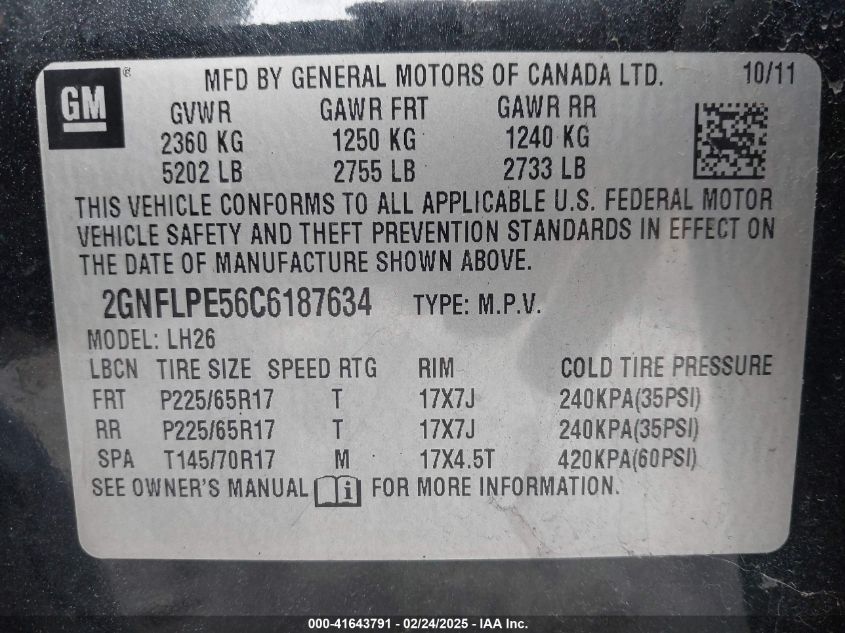 GM ® MFD BY GENERAL MOTORS OF CANADA LTD. 10/11
GVWR GAWR FRT GAWR RR
2360 KG 1250 KG 1240 KG
5202 LB 2755 LB 2733 LB
THIS VEHICLE CONFORMS TO ALL APPLICABLE U.S. FEDERAL MOTOR
VEHICLE SAFETY AND THEFT PREVENTION STANDARDS IN EFFECT ON
THE DATE OF MANUFACTURE SHOWN ABOVE.
2GNFLPE56C6187634 TYPE: M.P.V.
MODEL: LH26
LBCN TIRE SIZE SPEED RTG RIM COLD TIRE PRESSURE
FRT P225/65R17 T 17X7J 240KPA(35PSI)
RR P225/65R17 T 17X7J 240KPA(35PSI)
SPA T145/70R17 M 17X4.5T 420KPA(60PSI)
SEE OWNER'S MANUAL i FOR MORE INFORMATION.
000-41643791 - 02/24/2025 - IAA Inc.